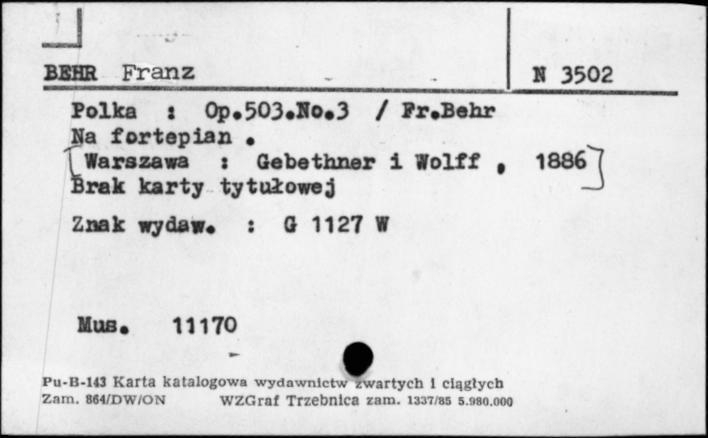 BEHR Franz N 3502
Polka : Op.503.No.3 / Fr.Behr
Na fortepian .
[Warszawa : Gebethner i Wolff , 1886]
Brak karty tytułowej
Znak wydaw. : G 1127 W
Mus. 11170
Pu-B-143 Karta katalogowa wydawnictw zwartych i ciągłych
Zam. 864/DW/ON WZGraf Trzebnica zam. 1337/85 5.980.000